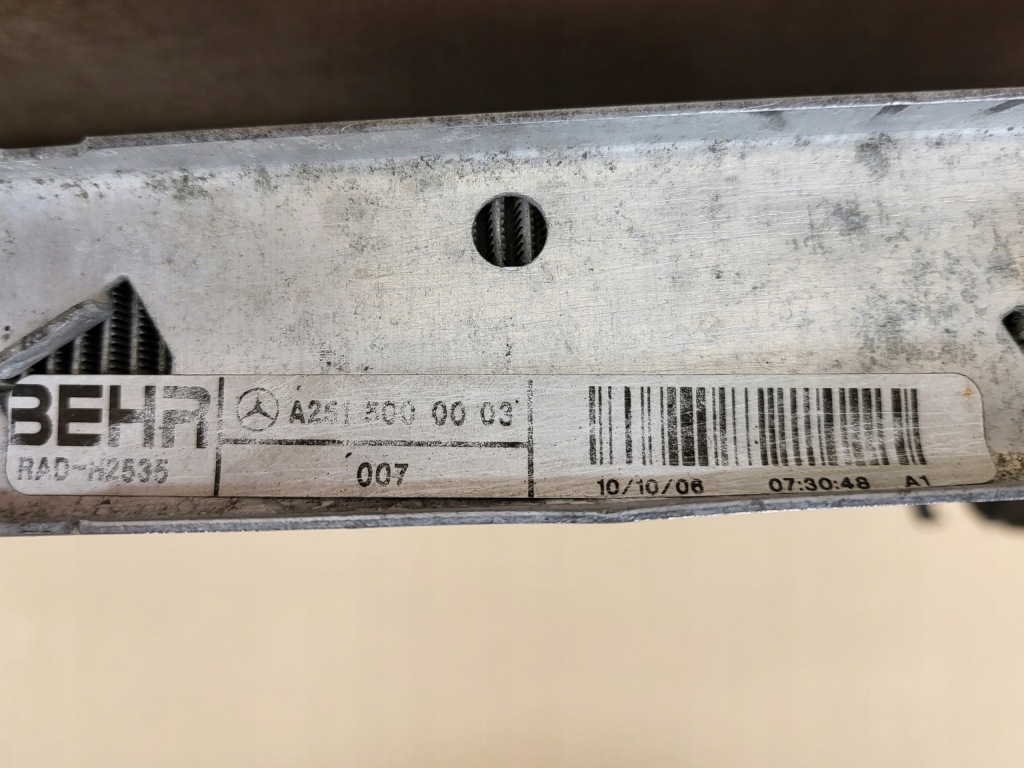 BEHR
RAD-H2535
A251 500 00 03
007
10/10/06 07:30:48 A1